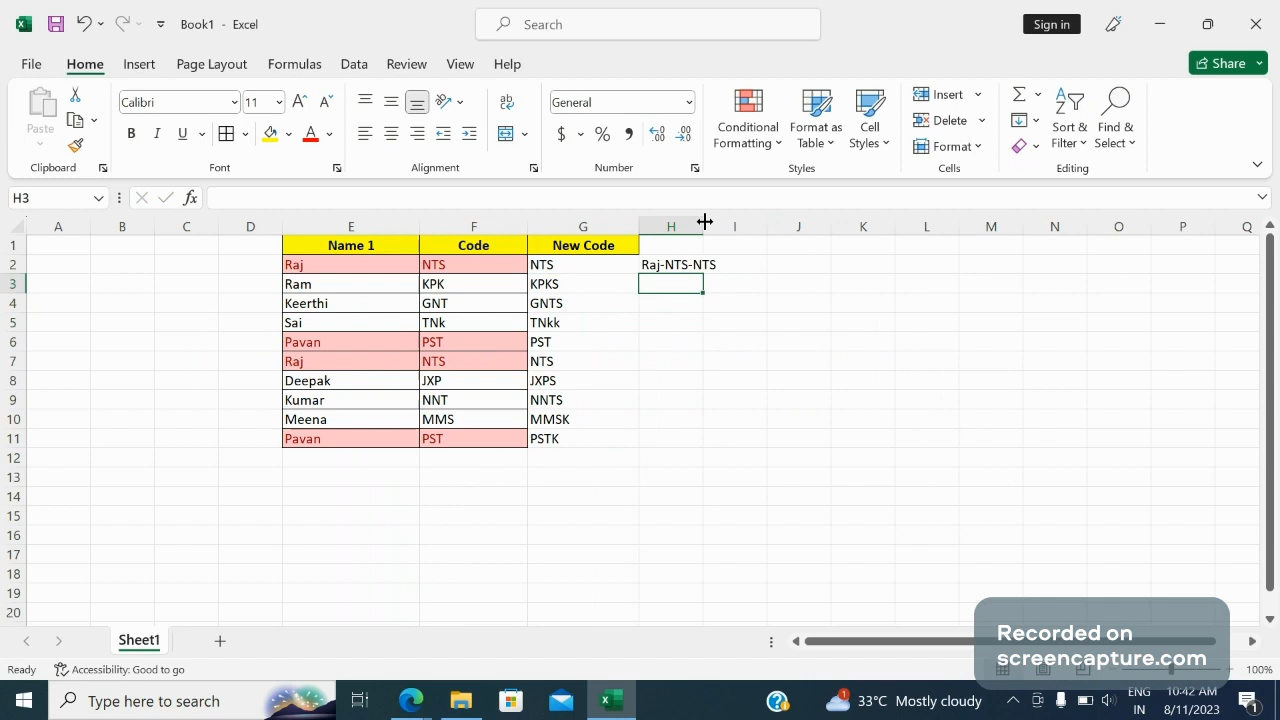 Book1 - Excel
Search
Sign in
File Home Insert Page Layout Formulas Data Review View Help
Share
Paste
Calibri 11
General
Conditional Formatting
Format as Table
Cell Styles
Insert
Delete
Format
Sort & Filter
Find & Select
Clipboard Font Alignment Number Styles Cells Editing
H3 fx
A B C D E F G H I J K L M N O P Q
1 Name 1 Code New Code
2 Raj NTS NTS Raj-NTS-NTS
3 Ram KPK KPKS
4 Keerthi GNT GNTS
5 Sai TNk TNkk
6 Pavan PST PST
7 Raj NTS NTS
8 Deepak JXP JXPS
9 Kumar NNT NNTS
10 Meena MMS MMSK
11 Pavan PST PSTK
12
13
14
15
16
17
18
19
20
Recorded on
screencapture.com
Sheet1
Ready Accessibility: Good to go 100%
Type here to search
1 33°C Mostly cloudy
ENG
IN
10:42 AM
8/11/2023
1